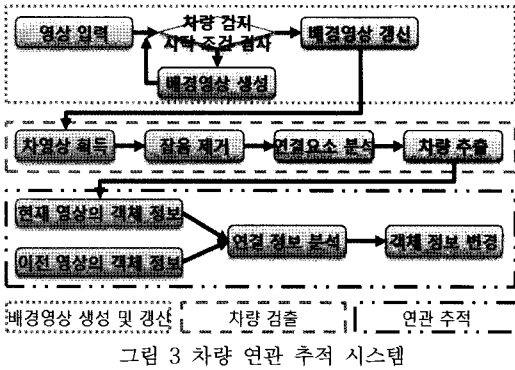 영상 입력
차량 검지
시작 조건 검사
배경영상 갱신
배경영상 생성
차영상 획득
잡음 제거
연결요소 분석
차량 추출
현재 영상의 객체 정보
이전 영상의 객체 정보
연결 정보 분석
객체 정보 변경
배경영상 생성 및 갱신
차량 검출
연관 추적
그림 3 차량 연관 추적 시스템